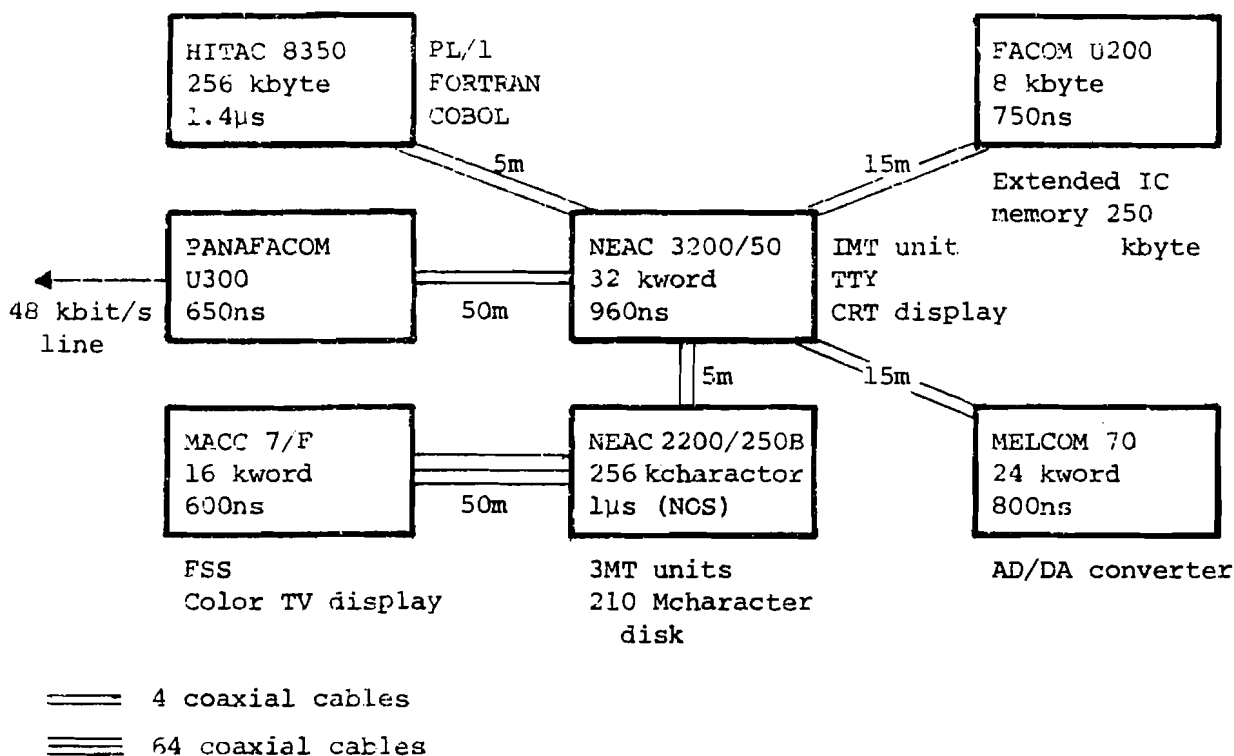 HITAC 8350
256 kbyte
1.4µs
PL/1
FORTRAN
COBOL
FACOM U200
8 kbyte
750ns
5m
15m
Extended IC
memory 250
kbyte
PANAFACOM
U300
650ns
48 kbit/s
line
50m
NEAC 3200/50
32 kword
960ns
IMT unit
TTY
CRT display
5m
15m
MACC 7/F
16 kword
600ns
50m
NEAC 2200/250B
256 kcharactor
1µs (NOS)
MELCOM 70
24 kword
800ns
FSS
Color TV display
3MT units
210 Mcharacter
disk
AD/DA converter
4 coaxial cables
64 coaxial cables